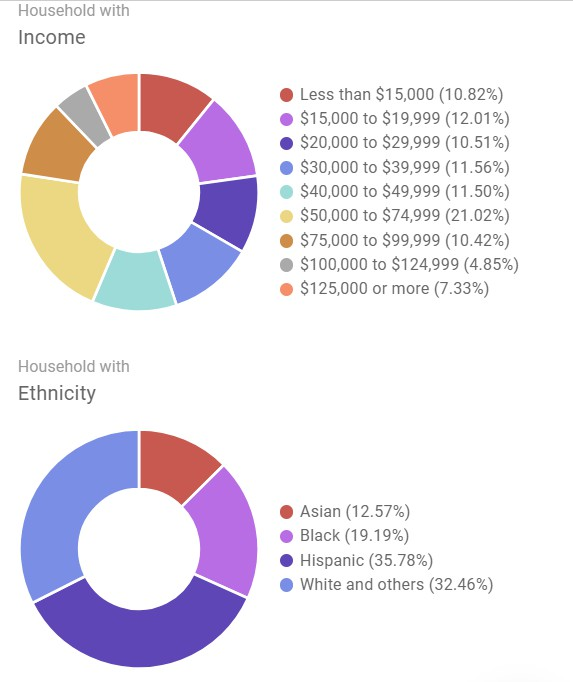 Household with
Income
Less than $15,000 (10.82%)
$15,000 to $19,999 (12.01%)
$20,000 to $29,999 (10.51%)
$30,000 to $39,999 (11.56%)
$40,000 to $49,999 (11.50%)
$50,000 to $74,999 (21.02%)
$75,000 to $99,999 (10.42%)
$100,000 to $124,999 (4.85%)
$125,000 or more (7.33%)
Household with
Ethnicity
Asian (12.57%)
Black (19.19%)
Hispanic (35.78%)
White and others (32.46%)